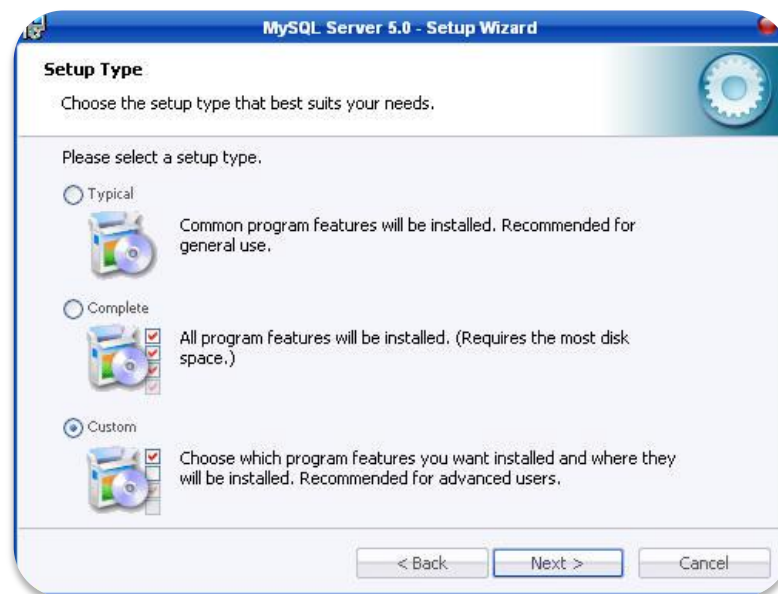 MySQL Server 5.0 - Setup Wizard
Setup Type
Choose the setup type that best suits your needs.
Please select a setup type.
Typical
Common program features will be installed. Recommended for
general use.
Complete
All program features will be installed. (Requires the most disk
space.)
Custom
Choose which program features you want installed and where they
will be installed. Recommended for advanced users.
< Back
Next >
Cancel